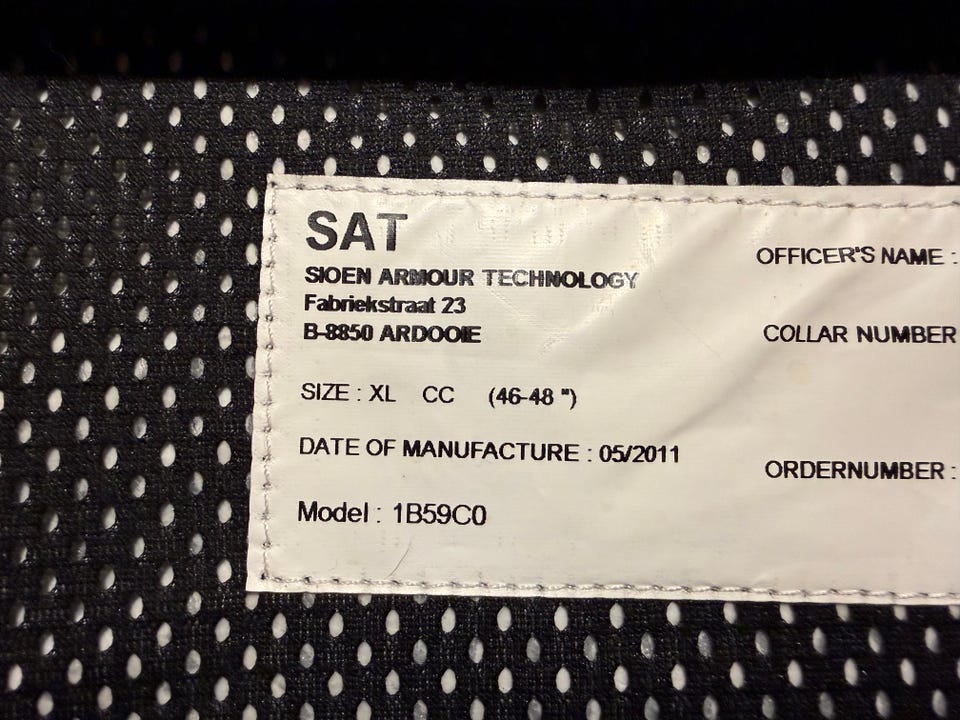 SAT
SIOEN ARMOUR TECHNOLOGY
Fabriekstraat 23
B-8850 ARDOOIE
SIZE : XL CC (46-48 ")
DATE OF MANUFACTURE : 05/2011
Model : 1B59C0
OFFICER'S NAME :
COLLAR NUMBER
ORDERNUMBER :